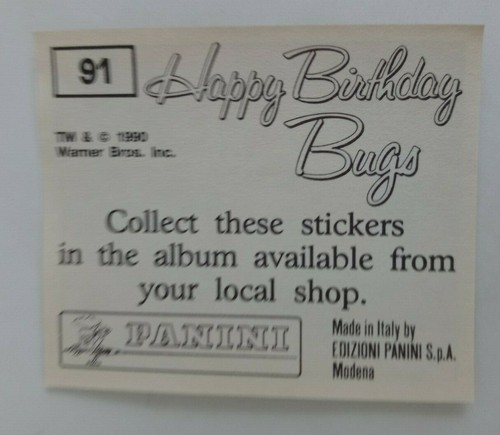 91
Happy Birthday
Bugs
TM & © 1990
Warner Bros. Inc.
Collect these stickers
in the album available from
your local shop.
PANINI
Made in Italy by
EDIZIONI PANINI S.p.A.
Modena